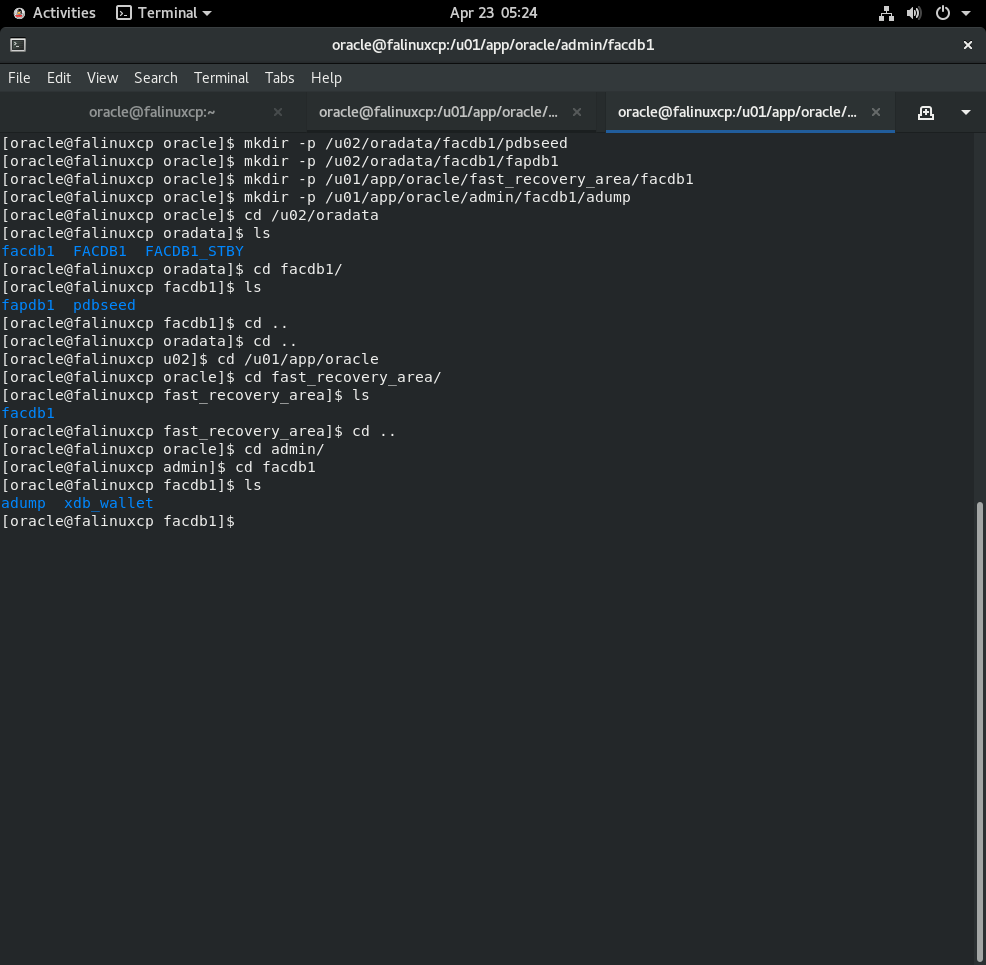 Activities Terminal Apr 23 05:24
oracle@falinuxcp:/u01/app/oracle/admin/facdb1
File Edit View Search Terminal Tabs Help
oracle@falinuxcp:~ oracle@falinuxcp:/u01/app/oracle/... oracle@falinuxcp:/u01/app/oracle/...
[oracle@falinuxcp oracle]$ mkdir -p /u02/oradata/facdb1/pdbseed
[oracle@falinuxcp oracle]$ mkdir -p /u02/oradata/facdb1/fapdb1
[oracle@falinuxcp oracle]$ mkdir -p /u01/app/oracle/fast_recovery_area/facdb1
[oracle@falinuxcp oracle]$ mkdir -p /u01/app/oracle/admin/facdb1/adump
[oracle@falinuxcp oracle]$ cd /u02/oradata
[oracle@falinuxcp oradata]$ ls
facdb1  FACDB1  FACDB1_STBY
[oracle@falinuxcp oradata]$ cd facdb1/
[oracle@falinuxcp facdb1]$ ls
fapdb1  pdbseed
[oracle@falinuxcp facdb1]$ cd ..
[oracle@falinuxcp oradata]$ cd ..
[oracle@falinuxcp u02]$ cd /u01/app/oracle
[oracle@falinuxcp oracle]$ cd fast_recovery_area/
[oracle@falinuxcp fast_recovery_area]$ ls
facdb1
[oracle@falinuxcp fast_recovery_area]$ cd ..
[oracle@falinuxcp oracle]$ cd admin/
[oracle@falinuxcp admin]$ cd facdb1
[oracle@falinuxcp facdb1]$ ls
adump  xdb_wallet
[oracle@falinuxcp facdb1]$